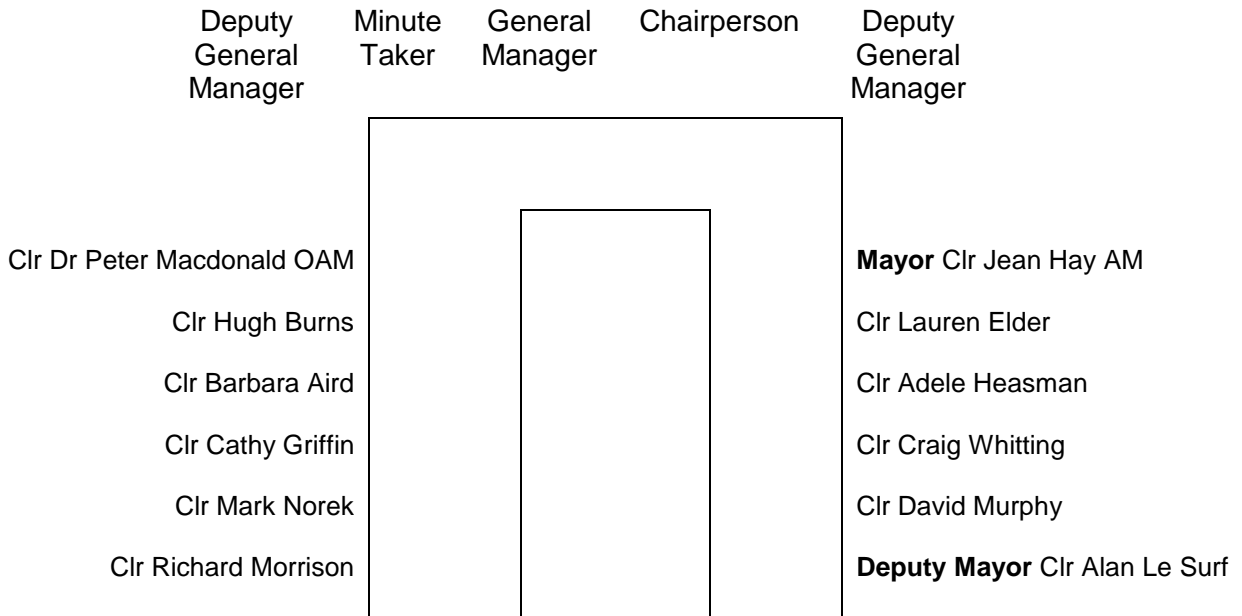 Deputy General Manager
Minute Taker
General Manager
Chairperson
Deputy General Manager
Clr Dr Peter Macdonald OAM
Mayor Clr Jean Hay AM
Clr Hugh Burns
Clr Lauren Elder
Clr Barbara Aird
Clr Adele Heasman
Clr Cathy Griffin
Clr Craig Whitting
Clr Mark Norek
Clr David Murphy
Clr Richard Morrison
Deputy Mayor Clr Alan Le Surf